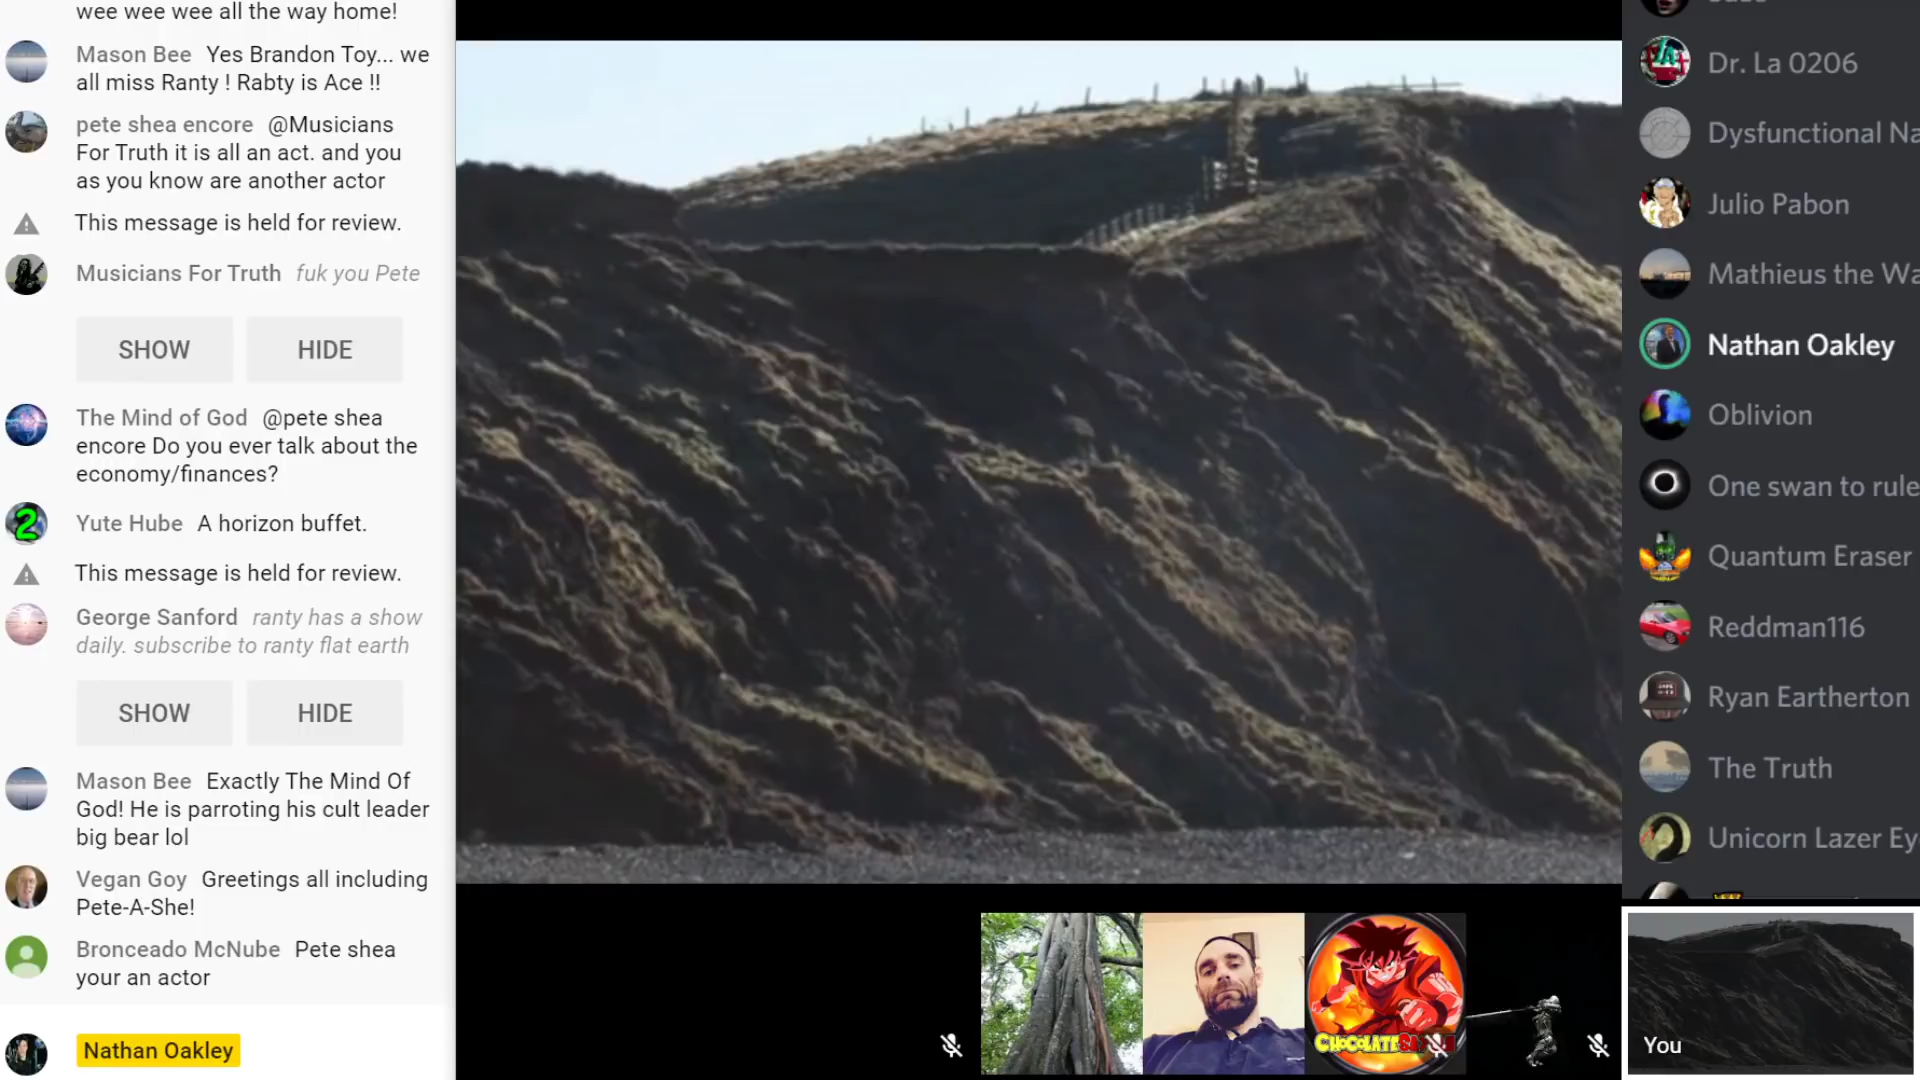 wee wee wee all the way home!
Mason Bee Yes Brandon Toy... we
all miss Ranty ! Rabty is Ace !!
pete shea encore @Musicians
For Truth it is all an act. and you
as you know are another actor
This message is held for review.
Musicians For Truth fuk you Pete
SHOW HIDE
The Mind of God @pete shea
encore Do you ever talk about the
economy/finances?
Yute Hube A horizon buffet.
This message is held for review.
George Sanford ranty has a show
daily. subscribe to ranty flat earth
SHOW HIDE
Mason Bee Exactly The Mind Of
God! He is parroting his cult leader
big bear lol
Vegan Goy Greetings all including
Pete-A-She!
Bronceado McNube Pete shea
your an actor
Nathan Oakley
Dr. La 0206
Dysfunctional Na
Julio Pabon
Mathieus the Wa
Nathan Oakley
Oblivion
One swan to rule
Quantum Eraser
Reddman116
Ryan Eartherton
The Truth
Unicorn Lazer Ey
2
CHOCOLATE
You